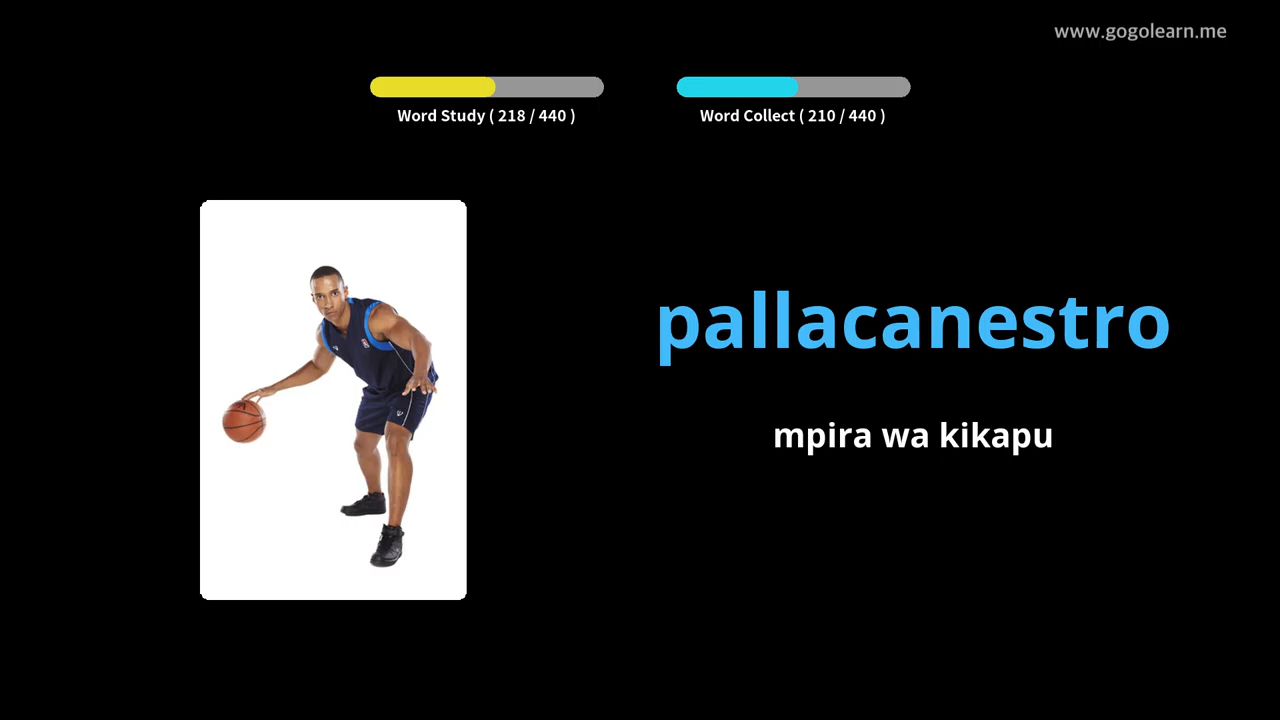 www.gogolearn.me
Word Study ( 218 / 440 )
Word Collect ( 210 / 440 )
pallacanestro
mpira wa kikapu